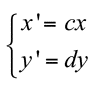 x' = cx
y' = dy